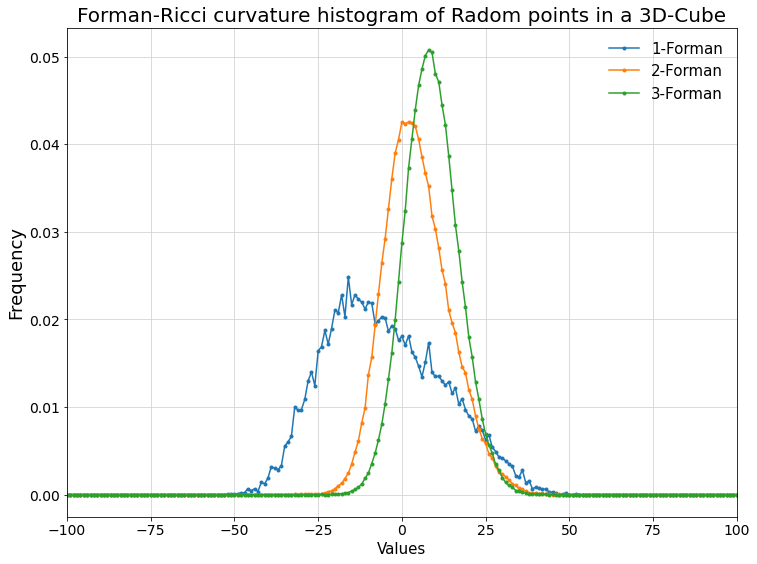 Forman-Ricci curvature histogram of Radom points in a 3D-Cube
1-Forman
2-Forman
3-Forman
0.05
0.04
0.03
0.02
0.01
0.00
Frequency
−100 −75 −50 −25 0 25 50 75 100
Values